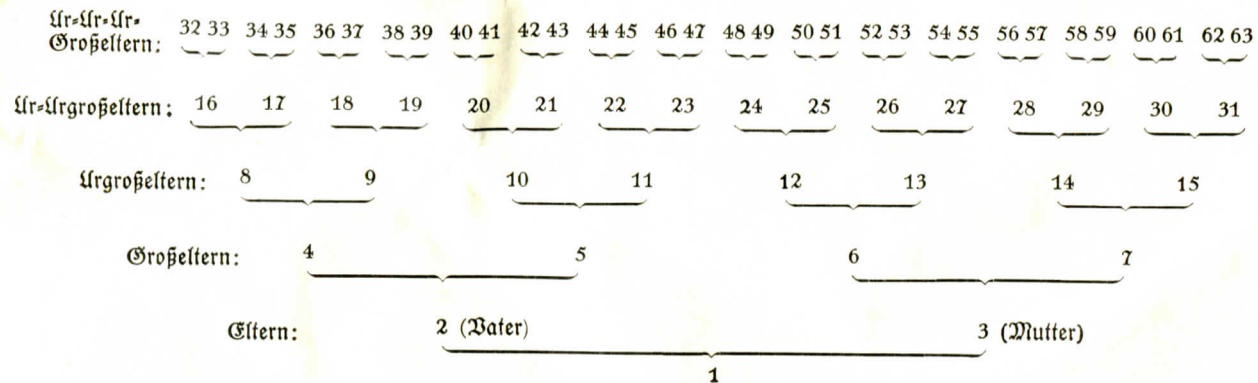 Ur-Ur-Ur-
Großeltern: 32 33 34 35 36 37 38 39 40 41 42 43 44 45 46 47 48 49 50 51 52 53 54 55 56 57 58 59 60 61 62 63
Ur-Urgroßeltern: 16 17 18 19 20 21 22 23 24 25 26 27 28 29 30 31
Urgroßeltern: 8 9 10 11 12 13 14 15
Großeltern: 4 5 6 7
Eltern: 2 (Vater) 3 (Mutter)
1